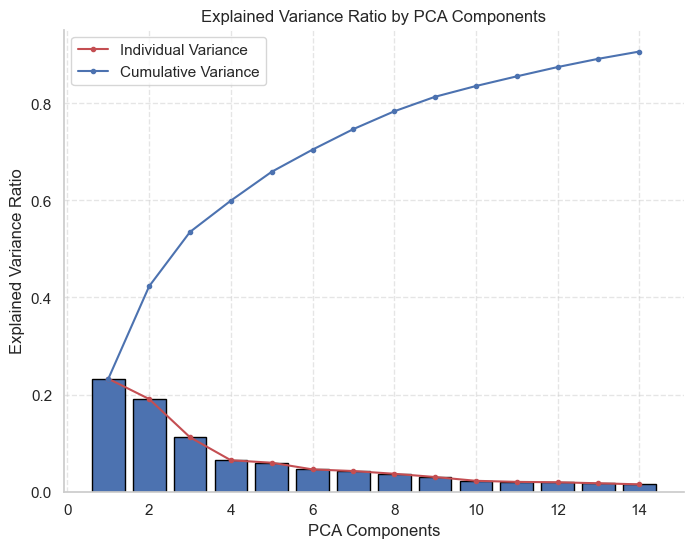 Explained Variance Ratio by PCA Components
Individual Variance
Cumulative Variance
Explained Variance Ratio
0.8
0.6
0.4
0.2
0.0
0 2 4 6 8 10 12 14
PCA Components